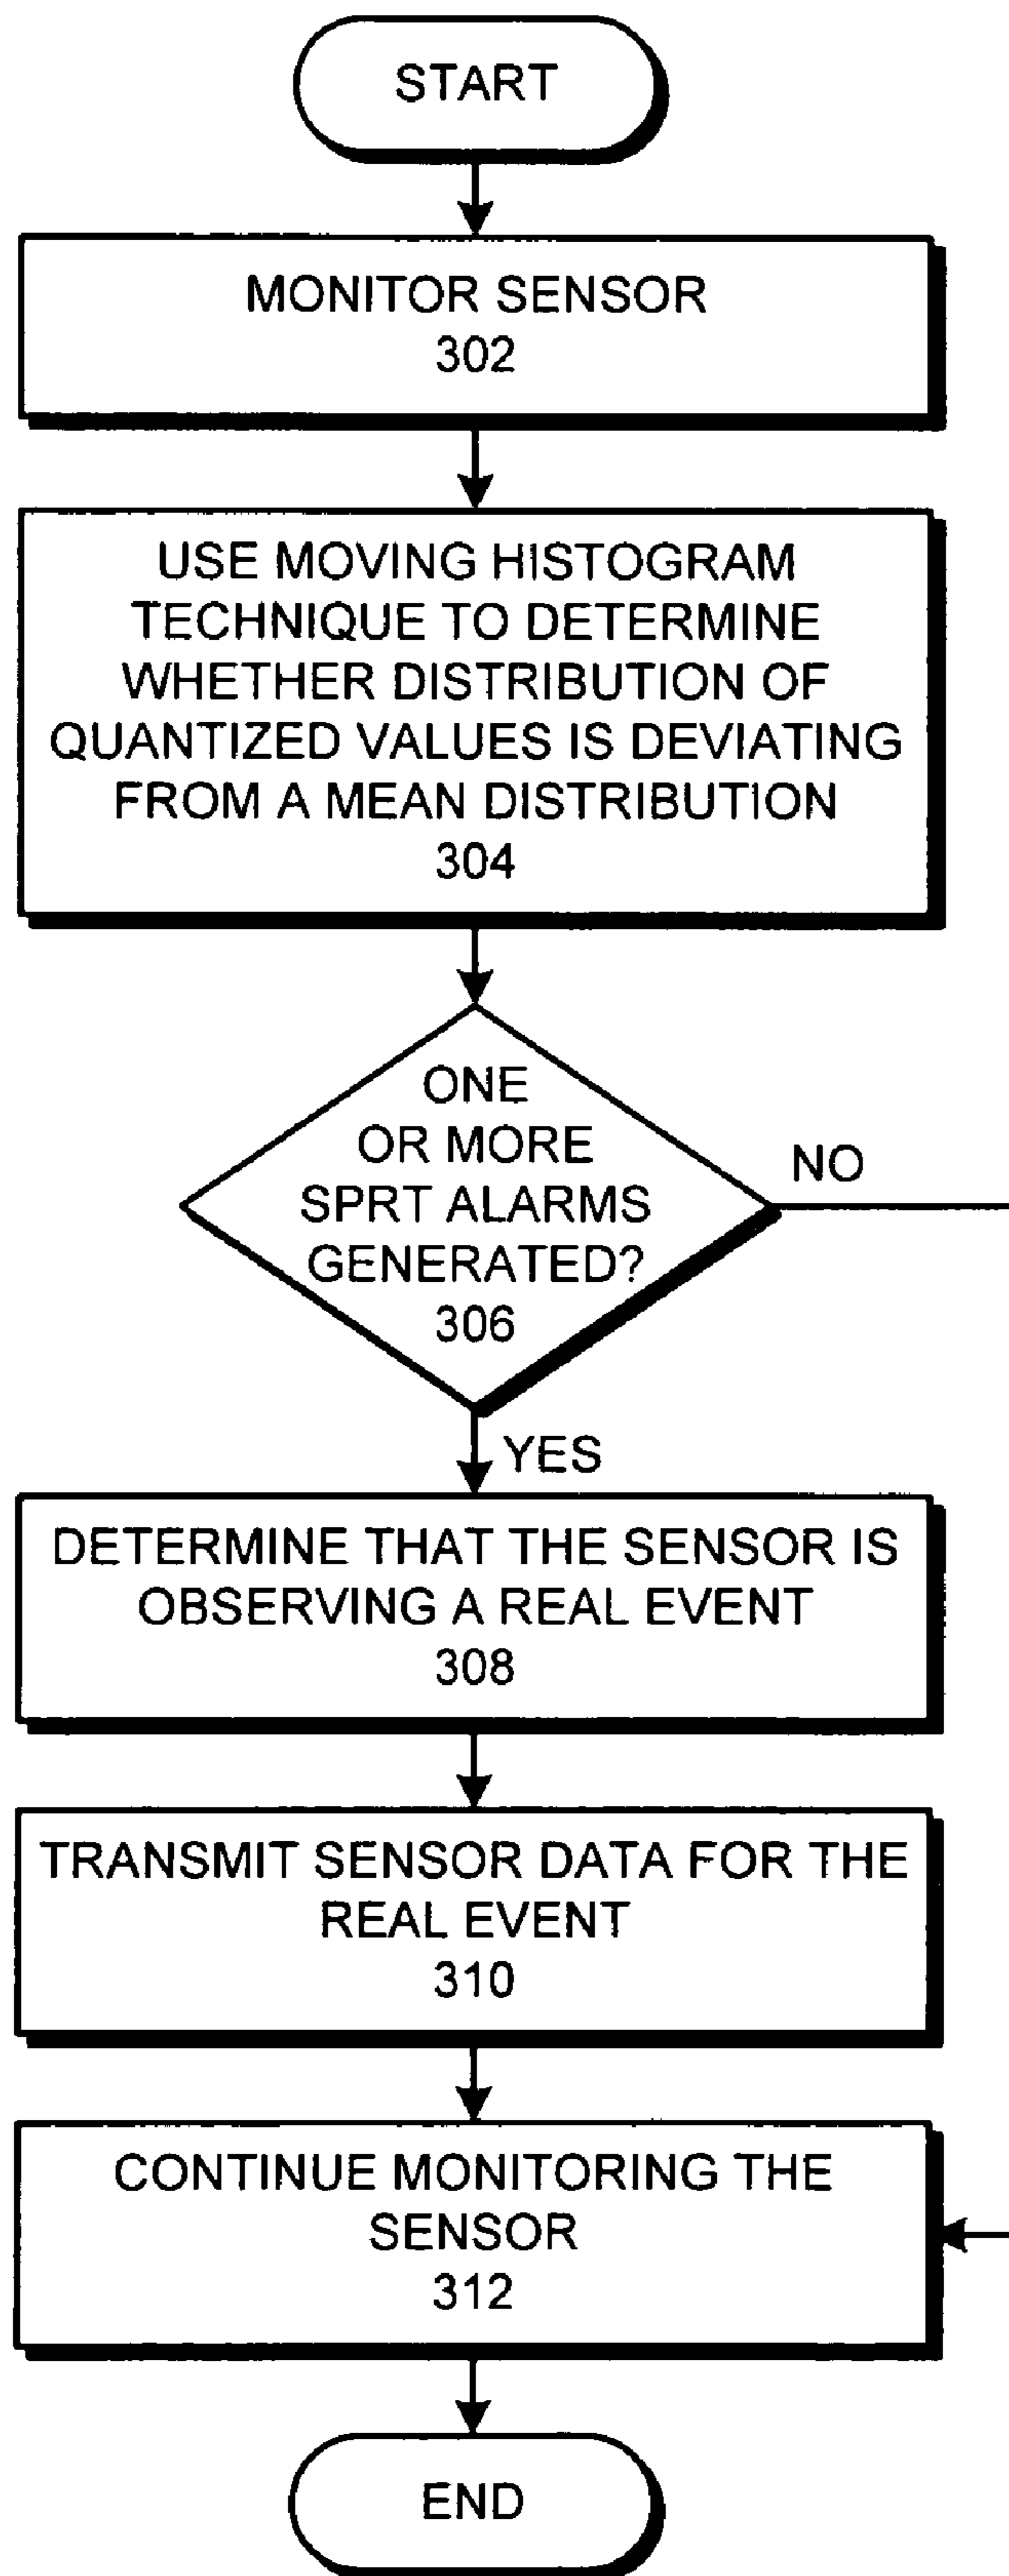 START
MONITOR SENSOR
302
USE MOVING HISTOGRAM
TECHNIQUE TO DETERMINE
WHETHER DISTRIBUTION OF
QUANTIZED VALUES IS DEVIATING
FROM A MEAN DISTRIBUTION
304
ONE
OR MORE
SPRT ALARMS
GENERATED?
306
NO
YES
DETERMINE THAT THE SENSOR IS
OBSERVING A REAL EVENT
308
TRANSMIT SENSOR DATA FOR THE
REAL EVENT
310
CONTINUE MONITORING THE
SENSOR
312
END